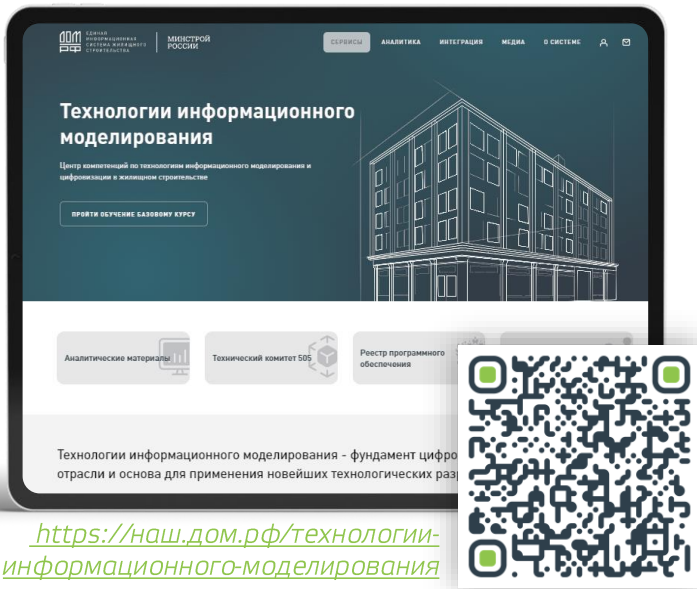 ДОМ
РФ
ЕДИНАЯ
ИНФОРМАЦИОННАЯ
СИСТЕМА ЖИЛИЩНОГО
СТРОИТЕЛЬСТВА
МИНСТРОЙ
РОССИИ
СЕРВИСЫ
АНАЛИТИКА
ИНТЕГРАЦИЯ
МЕДИА
О СИСТЕМЕ
Технологии информационного
моделирования
Центр компетенций по технологиям информационного моделирования и
цифровизации в жилищном строительстве
ПРОЙТИ ОБУЧЕНИЕ БАЗОВОМУ КУРСУ
Аналитические материалы
Технический комитет 505
Реестр программного
обеспечения
Технологии информационного моделирования - фундамент цифро
отрасли и основа для применения новейших технологических раз
https://наш.дом.рф/технологии-
информационного-моделирования